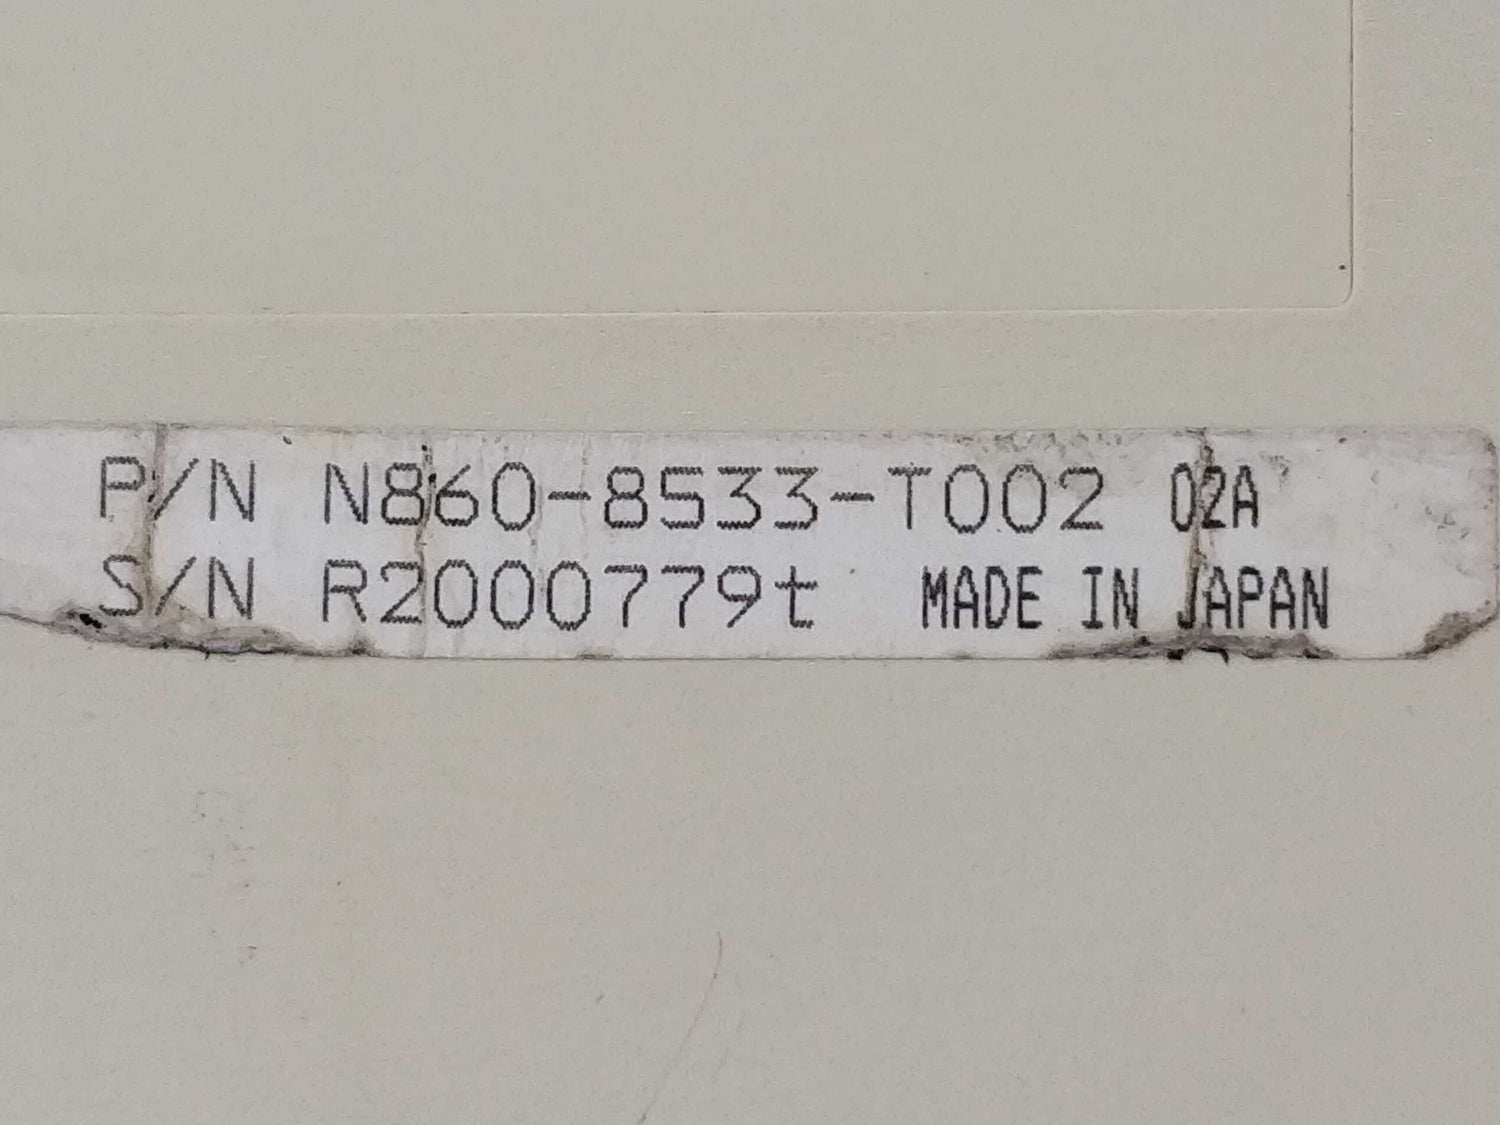 P/N N860-8533-T002 02A
S/N R2000779t MADE IN JAPAN